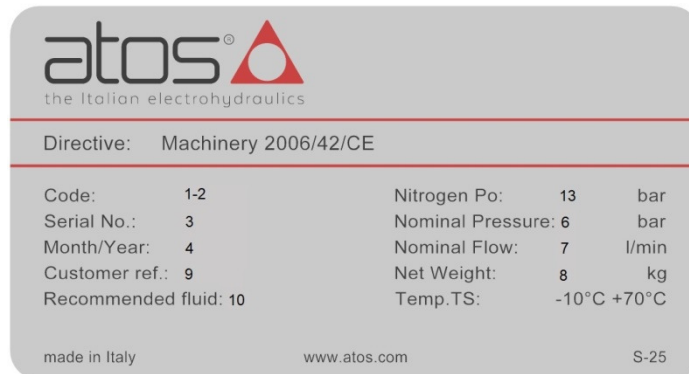 atos®
the Italian electrohydraulics
Directive: Machinery 2006/42/CE
Code: 1-2
Serial No.: 3
Month/Year: 4
Customer ref.: 9
Recommended fluid: 10
Nitrogen Po: 13 bar
Nominal Pressure: 6 bar
Nominal Flow: 7 l/min
Net Weight: 8 kg
Temp.TS: -10°C +70°C
made in Italy www.atos.com S-25